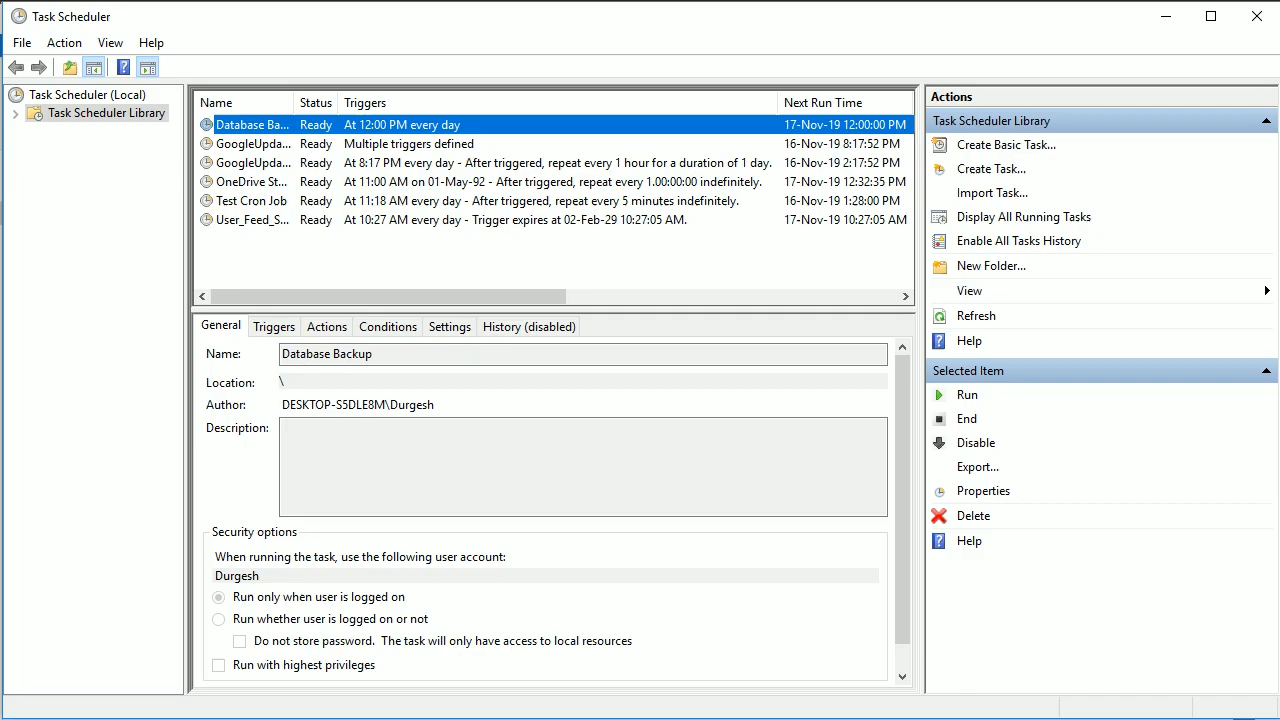 Task Scheduler
File Action View Help
Task Scheduler (Local)
Task Scheduler Library
Name Status Triggers Next Run Time
Database Ba... Ready At 12:00 PM every day 17-Nov-19 12:00:00 PM
GoogleUpda... Ready Multiple triggers defined 16-Nov-19 8:17:52 PM
GoogleUpda... Ready At 8:17 PM every day - After triggered, repeat every 1 hour for a duration of 1 day. 16-Nov-19 2:17:52 PM
OneDrive St... Ready At 11:00 AM on 01-May-92 - After triggered, repeat every 1.00:00:00 indefinitely. 17-Nov-19 12:32:35 PM
Test Cron Job Ready At 11:18 AM every day - After triggered, repeat every 5 minutes indefinitely. 16-Nov-19 1:28:00 PM
User_Feed_S... Ready At 10:27 AM every day - Trigger expires at 02-Feb-29 10:27:05 AM. 17-Nov-19 10:27:05 AM
General Triggers Actions Conditions Settings History (disabled)
Name: Database Backup
Location: \
Author: DESKTOP-S5DLE8M\Durgesh
Description:
Security options
When running the task, use the following user account:
Durgesh
Run only when user is logged on
Run whether user is logged on or not
Do not store password. The task will only have access to local resources
Run with highest privileges
Actions
Task Scheduler Library
Create Basic Task...
Create Task...
Import Task...
Display All Running Tasks
Enable All Tasks History
New Folder...
View
Refresh
Help
Selected Item
Run
End
Disable
Export...
Properties
Delete
Help